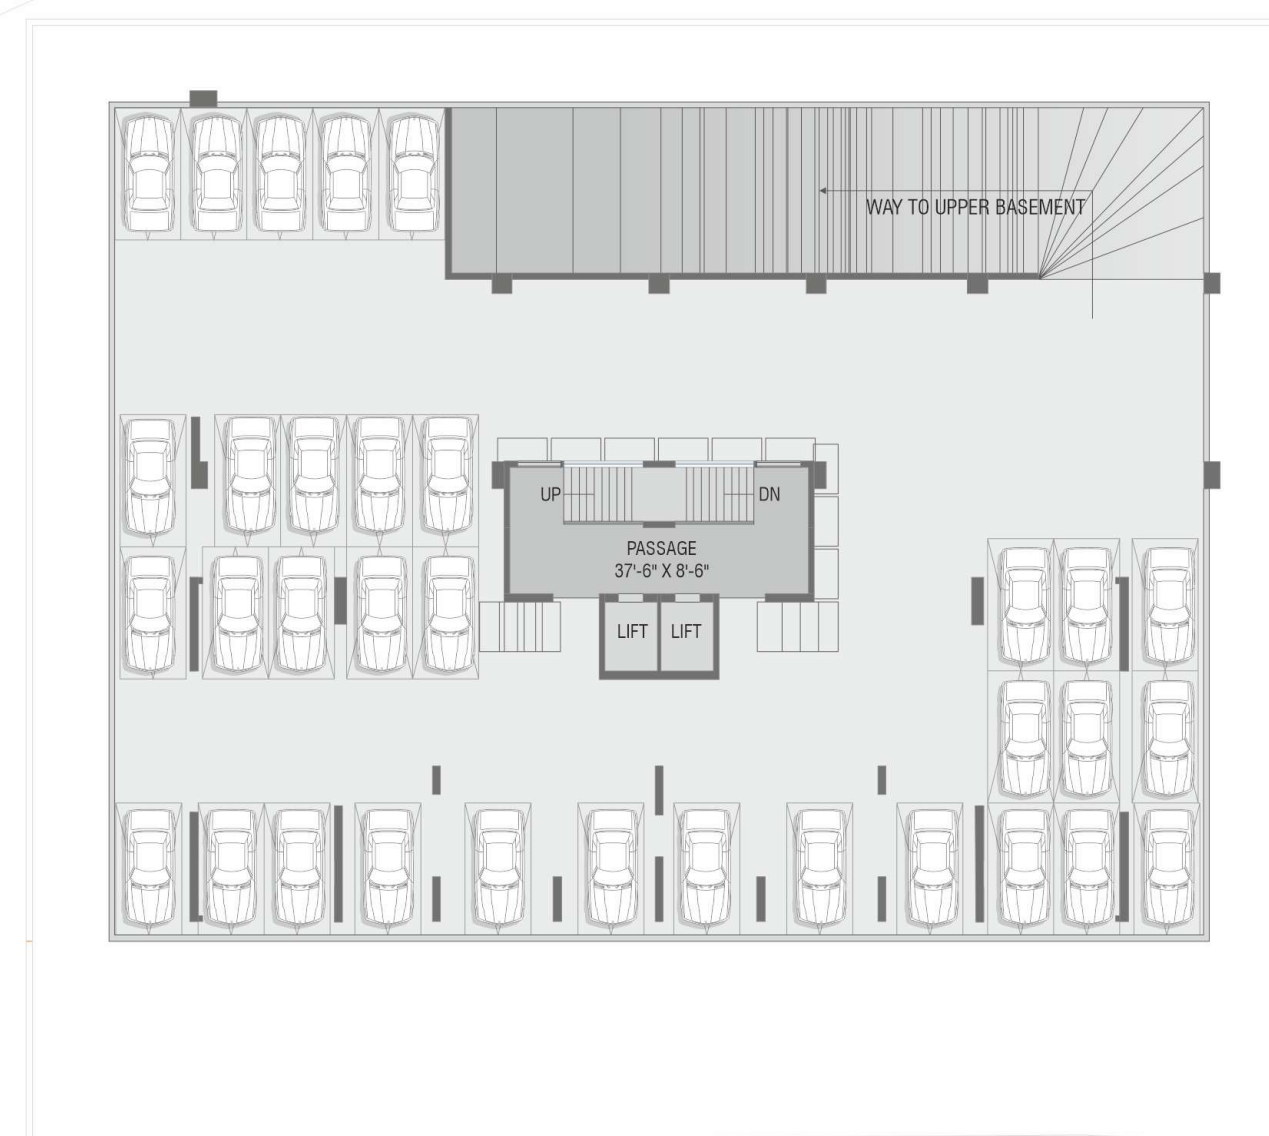 WAY TO UPPER BASEMENT
UP
DN
PASSAGE
37'-6" X 8'-6"
LIFT
LIFT